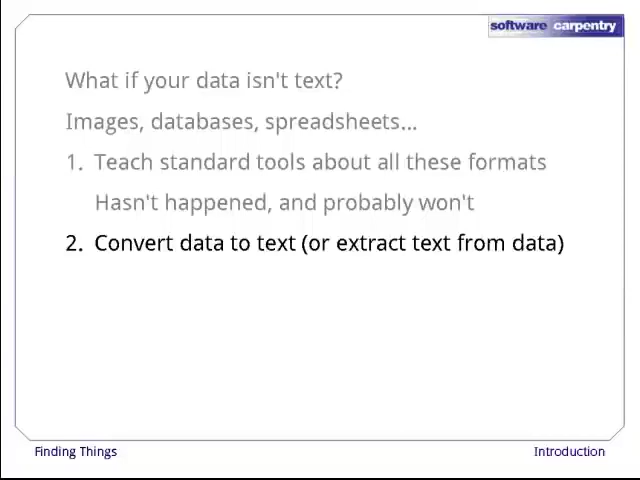 software carpentry
What if your data isn't text?
Images, databases, spreadsheets...
1. Teach standard tools about all these formats
Hasn't happened, and probably won't
2. Convert data to text (or extract text from data)
Finding Things
Introduction